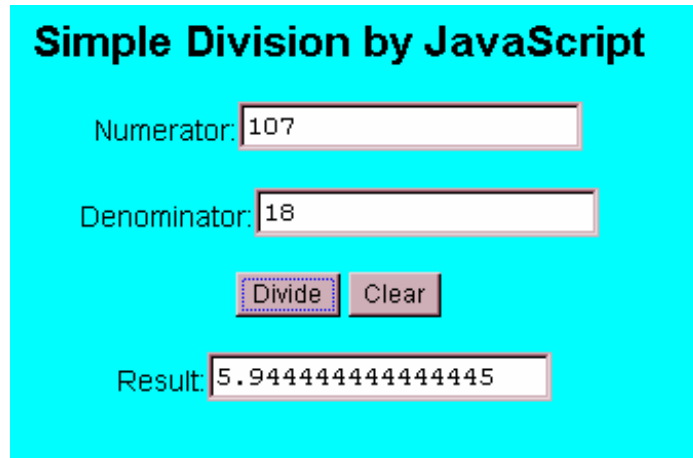 Simple Division by JavaScript
Numerator: 107
Denominator: 18
Divide Clear
Result: 5.944444444444445